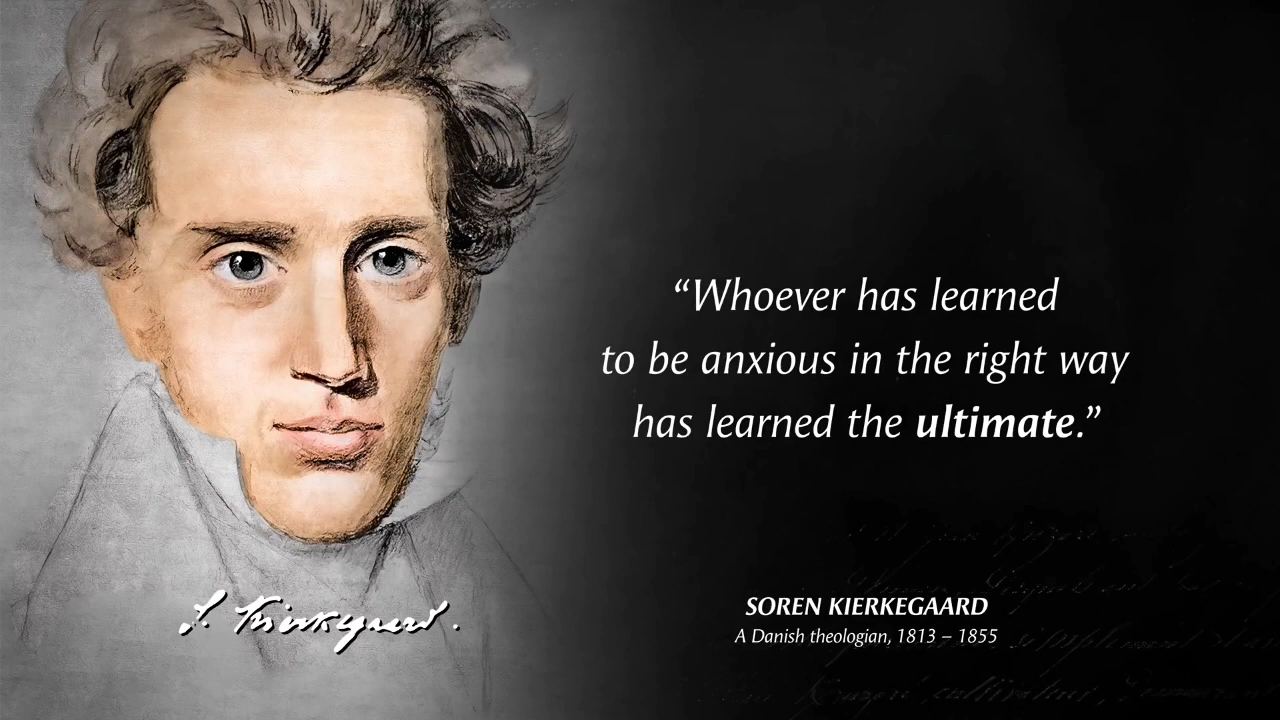 “Whoever has learned
to be anxious in the right way
has learned the ultimate.”
S. Kierkegaard.
SOREN KIERKEGAARD
A Danish theologian, 1813 – 1855